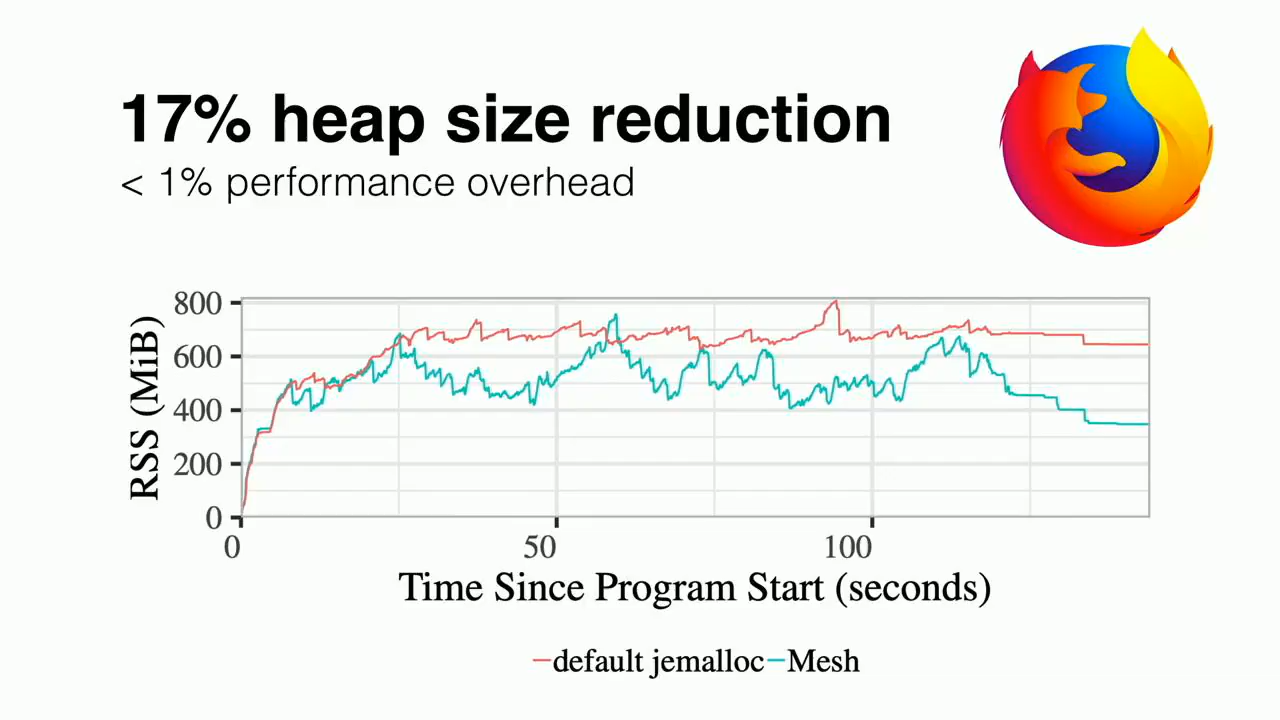 17% heap size reduction
< 1% performance overhead
800
600
400
200
0
RSS (MiB)
0 50 100
Time Since Program Start (seconds)
default jemalloc Mesh